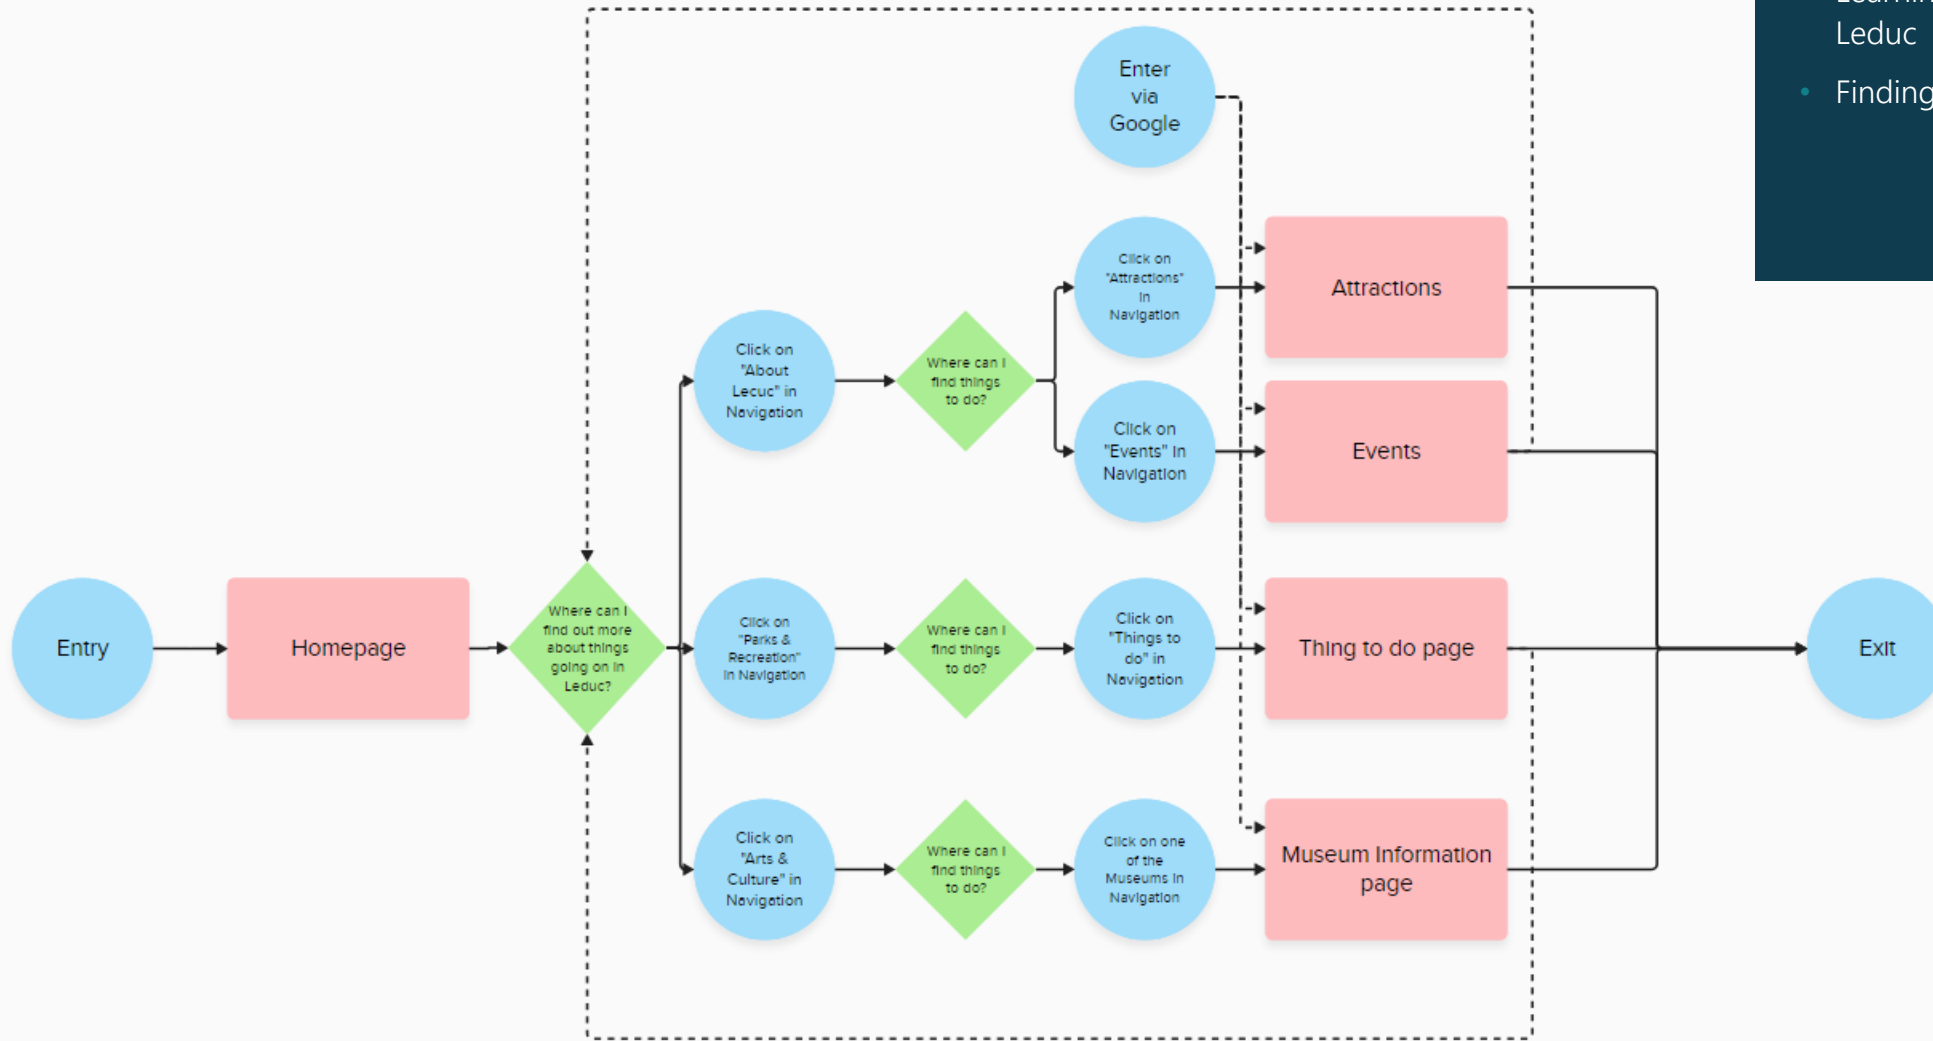 Leduc
• Finding
Enter
via
Google
Click on
"Attractions"
in
Navigation
Attractions
Click on
"About
Lecuc" in
Navigation
Where can I
find things
to do?
Click on
"Events" in
Navigation
Events
Entry
Homepage
Where can I
find out more
about things
going on in
Leduc?
Click on
"Parks &
Recreation"
in Navigation
Where can I
find things
to do?
Click on
"Things to
do" in
Navigation
Thing to do page
Exit
Click on
"Arts &
Culture" in
Navigation
Where can I
find things
to do?
Click on one
of the
Museums in
Navigation
Museum Information
page